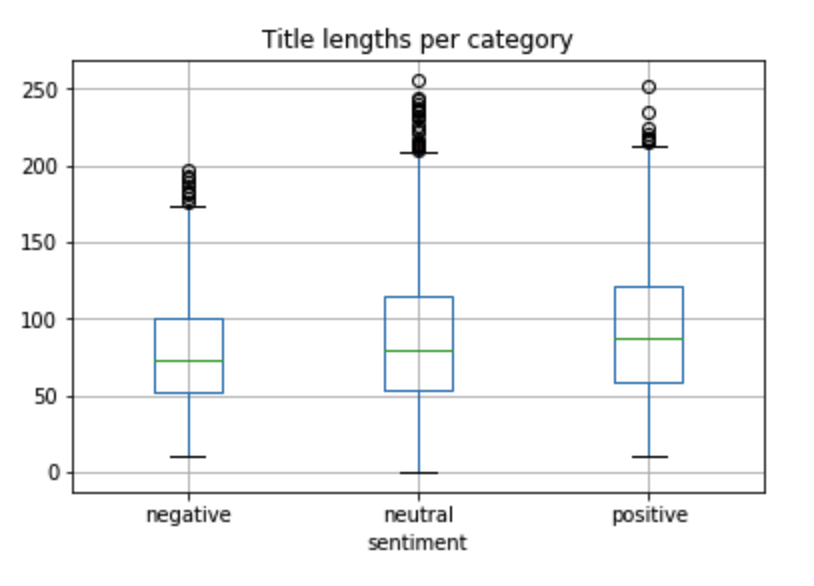 Title lengths per category
250
200
150
100
50
0
negative neutral positive
sentiment